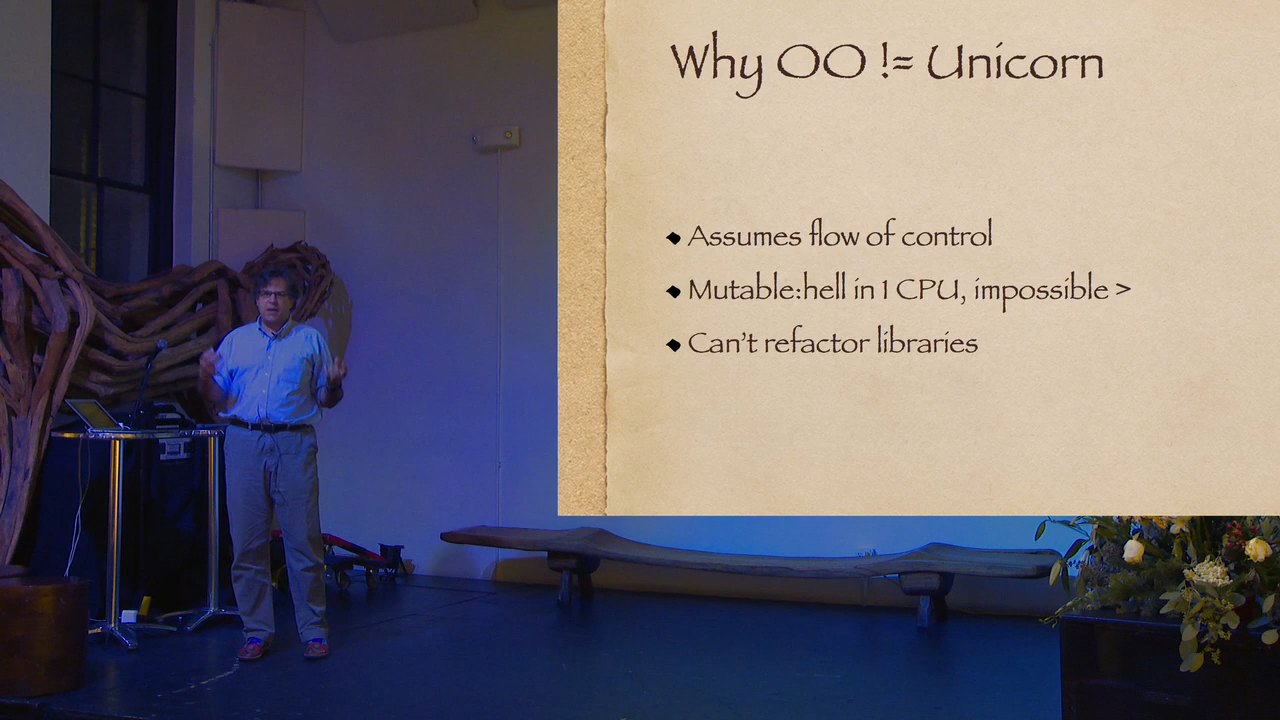 Why OO != Unicorn
Assumes flow of control
Mutable:hell in 1 CPU, impossible >
Can't refactor libraries